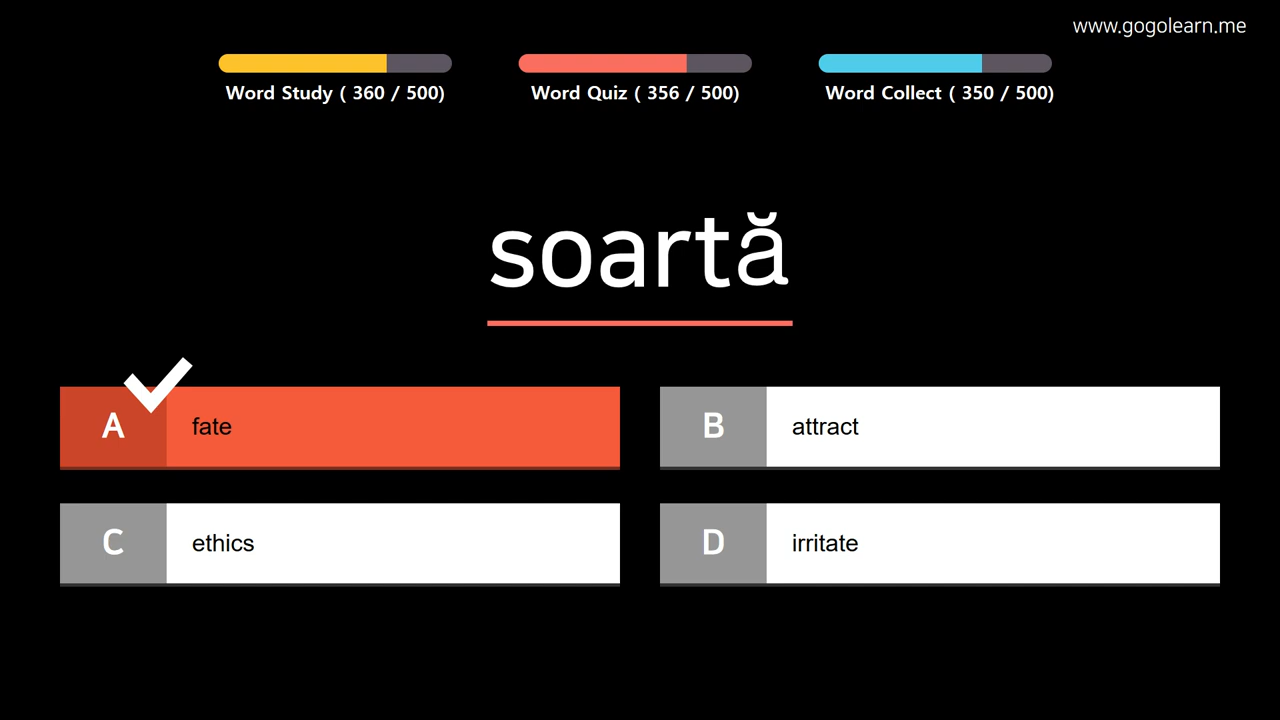 www.gogolearn.me
Word Study ( 360 / 500)
Word Quiz ( 356 / 500)
Word Collect ( 350 / 500)
soartă
A fate
B attract
C ethics
D irritate